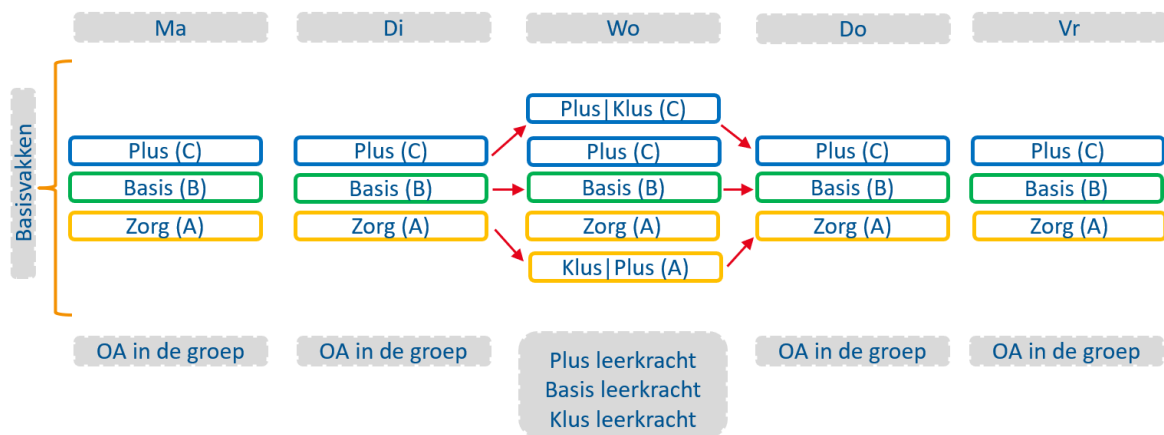 Ma Di Wo Do Vr
Basisvakken
Plus|Klus (C)
Plus (C) Plus (C) Plus (C) Plus (C) Plus (C)
Basis (B) Basis (B) Basis (B) Basis (B) Basis (B)
Zorg (A) Zorg (A) Zorg (A) Zorg (A) Zorg (A)
Klus|Plus (A)
OA in de groep OA in de groep OA in de groep OA in de groep
Plus leerkracht
Basis leerkracht
Klus leerkracht